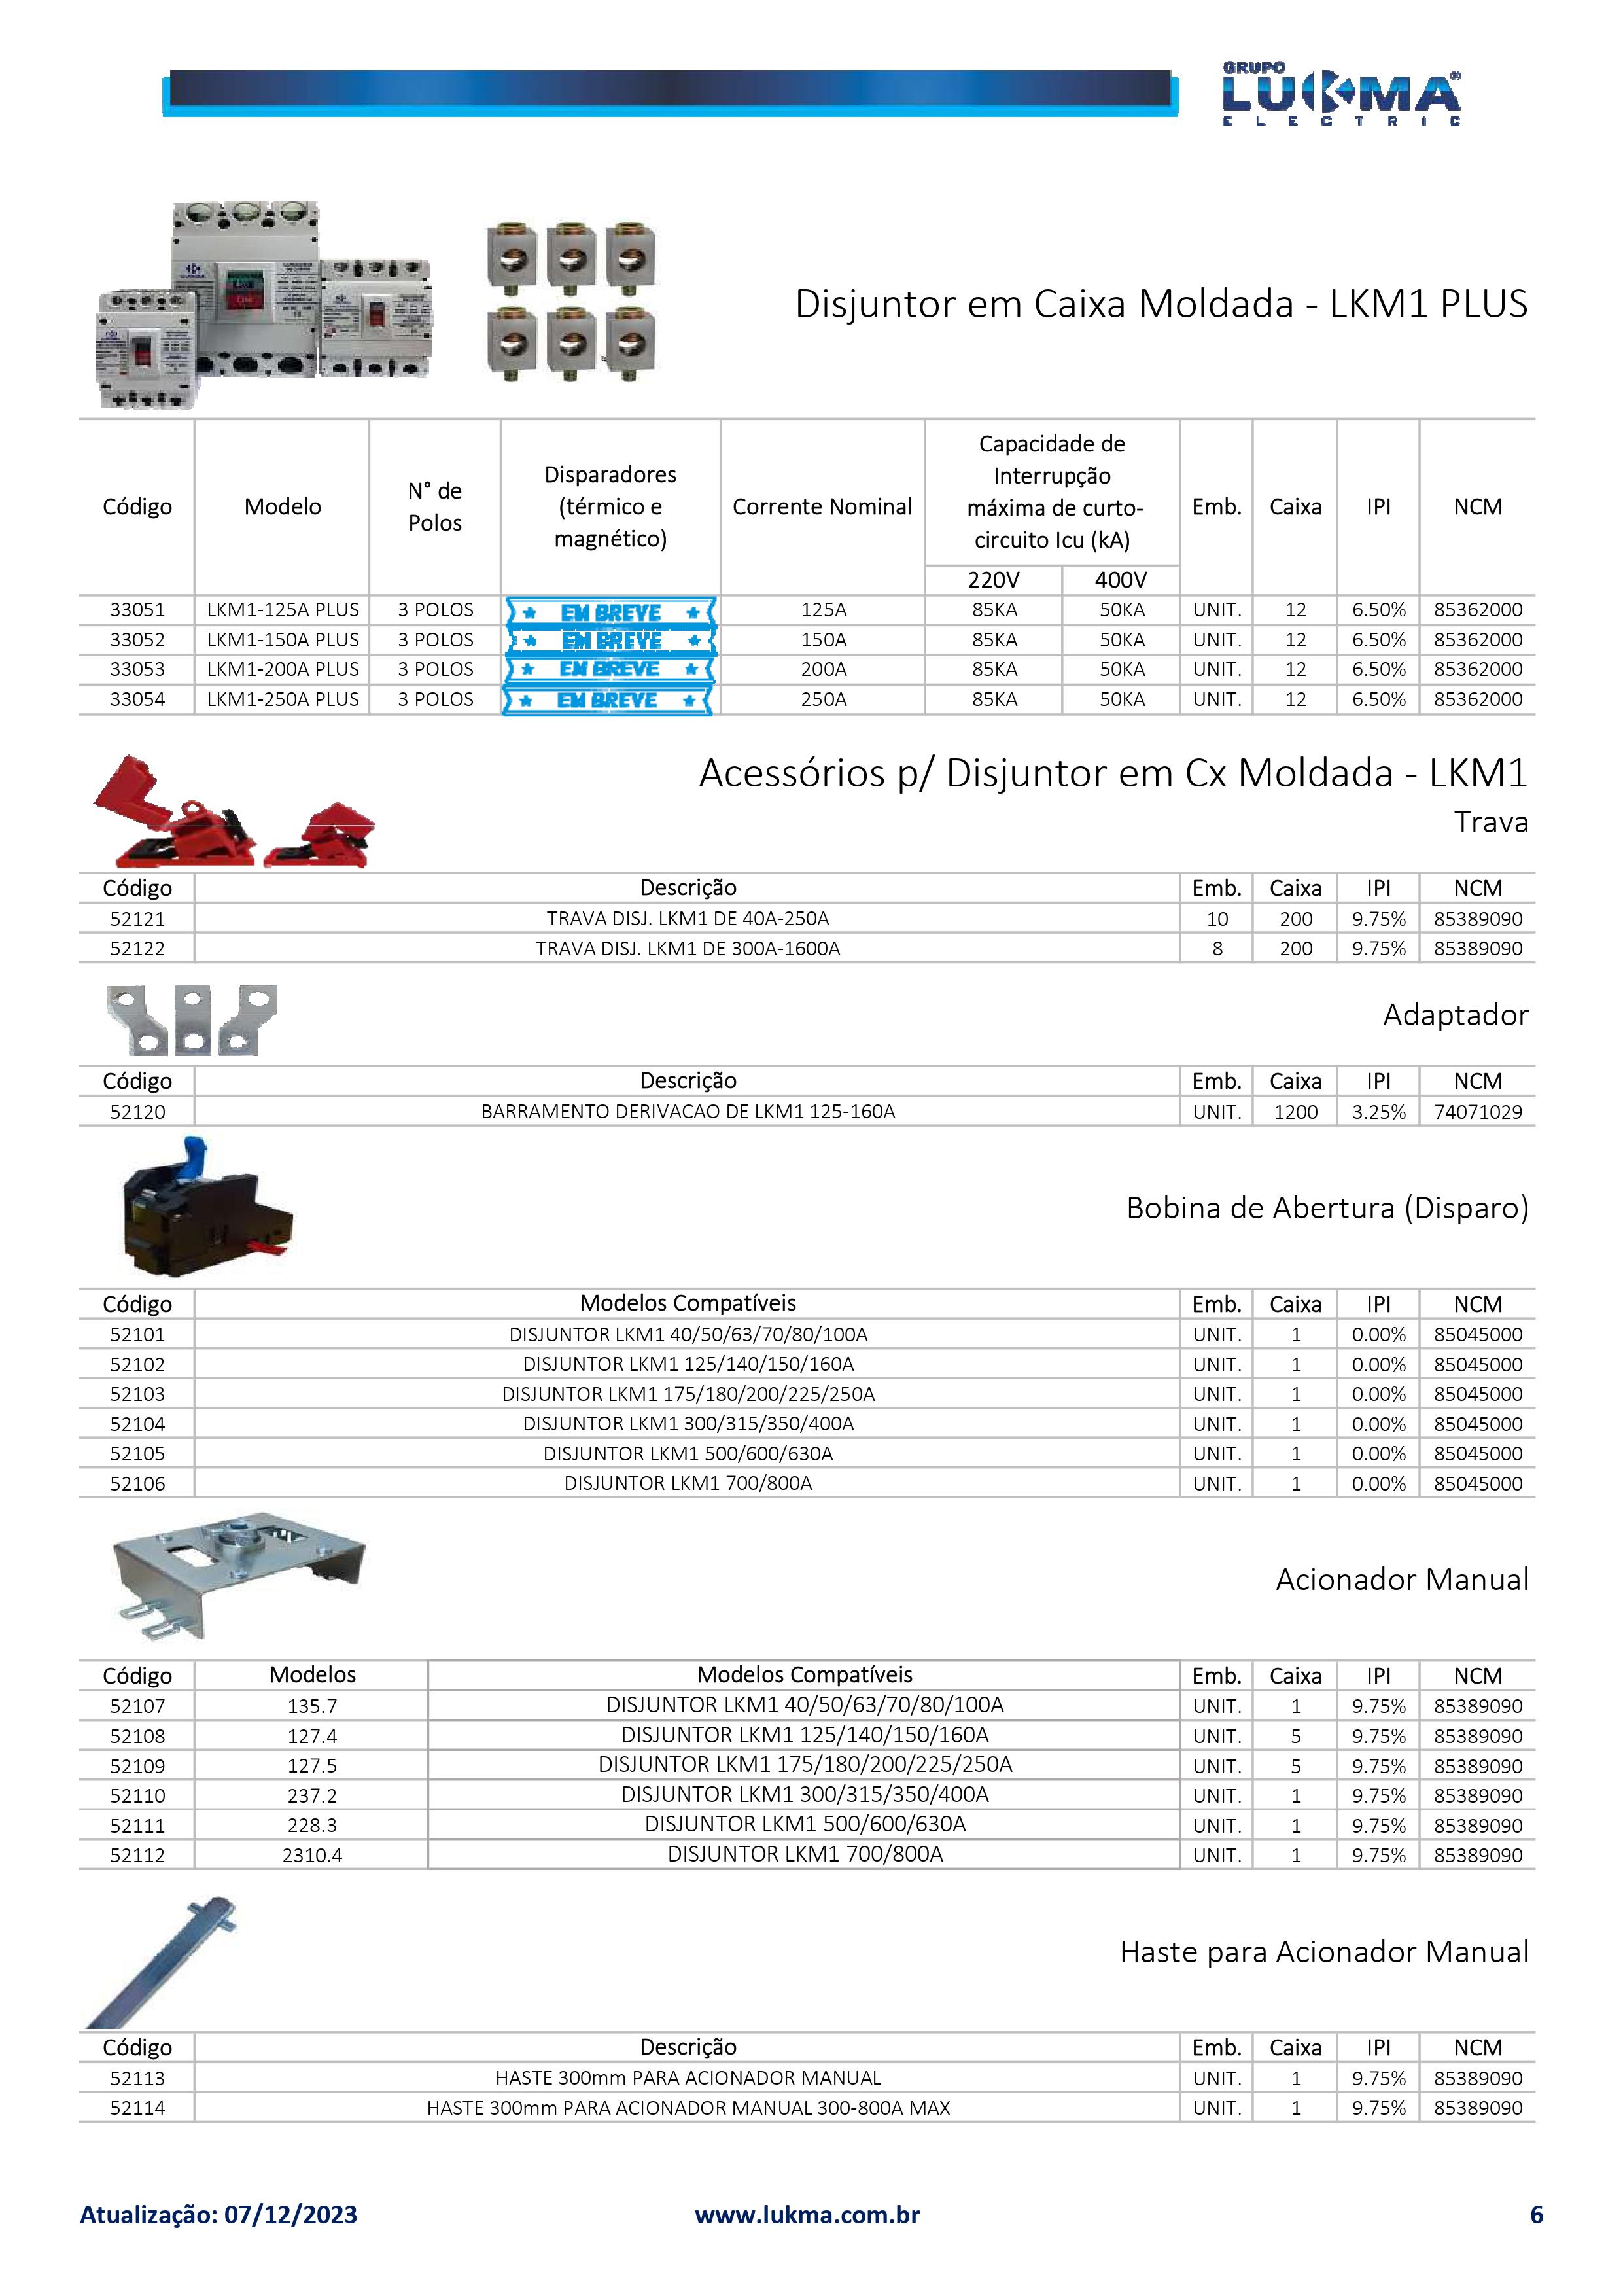 GRUPO
LUKMA®
ELECTRIC
Disjuntor em Caixa Moldada - LKM1 PLUS
Código Modelo N° de Polos Disparadores (térmico e magnético) Corrente Nominal Capacidade de Interrupção máxima de curto-circuito Icu (kA) Emb. Caixa IPI NCM
220V 400V
33051 LKM1-125A PLUS 3 POLOS EM BREVE 125A 85KA 50KA UNIT. 12 6.50% 85362000
33052 LKM1-150A PLUS 3 POLOS EM BREVE 150A 85KA 50KA UNIT. 12 6.50% 85362000
33053 LKM1-200A PLUS 3 POLOS EM BREVE 200A 85KA 50KA UNIT. 12 6.50% 85362000
33054 LKM1-250A PLUS 3 POLOS EM BREVE 250A 85KA 50KA UNIT. 12 6.50% 85362000
Acessórios p/ Disjuntor em Cx Moldada - LKM1
Trava
Código Descrição Emb. Caixa IPI NCM
52121 TRAVA DISJ. LKM1 DE 40A-250A 10 200 9.75% 85389090
52122 TRAVA DISJ. LKM1 DE 300A-1600A 8 200 9.75% 85389090
Adaptador
Código Descrição Emb. Caixa IPI NCM
52120 BARRAMENTO DERIVACAO DE LKM1 125-160A UNIT. 1200 3.25% 74071029
Bobina de Abertura (Disparo)
Código Modelos Compatíveis Emb. Caixa IPI NCM
52101 DISJUNTOR LKM1 40/50/63/70/80/100A UNIT. 1 0.00% 85045000
52102 DISJUNTOR LKM1 125/140/150/160A UNIT. 1 0.00% 85045000
52103 DISJUNTOR LKM1 175/180/200/225/250A UNIT. 1 0.00% 85045000
52104 DISJUNTOR LKM1 300/315/350/400A UNIT. 1 0.00% 85045000
52105 DISJUNTOR LKM1 500/600/630A UNIT. 1 0.00% 85045000
52106 DISJUNTOR LKM1 700/800A UNIT. 1 0.00% 85045000
Acionador Manual
Código Modelos Modelos Compatíveis Emb. Caixa IPI NCM
52107 135.7 DISJUNTOR LKM1 40/50/63/70/80/100A UNIT. 1 9.75% 85389090
52108 127.4 DISJUNTOR LKM1 125/140/150/160A UNIT. 5 9.75% 85389090
52109 127.5 DISJUNTOR LKM1 175/180/200/225/250A UNIT. 5 9.75% 85389090
52110 237.2 DISJUNTOR LKM1 300/315/350/400A UNIT. 1 9.75% 85389090
52111 228.3 DISJUNTOR LKM1 500/600/630A UNIT. 1 9.75% 85389090
52112 2310.4 DISJUNTOR LKM1 700/800A UNIT. 1 9.75% 85389090
Haste para Acionador Manual
Código Descrição Emb. Caixa IPI NCM
52113 HASTE 300mm PARA ACIONADOR MANUAL UNIT. 1 9.75% 85389090
52114 HASTE 300mm PARA ACIONADOR MANUAL 300-800A MAX UNIT. 1 9.75% 85389090
Atualização: 07/12/2023 www.lukma.com.br 6